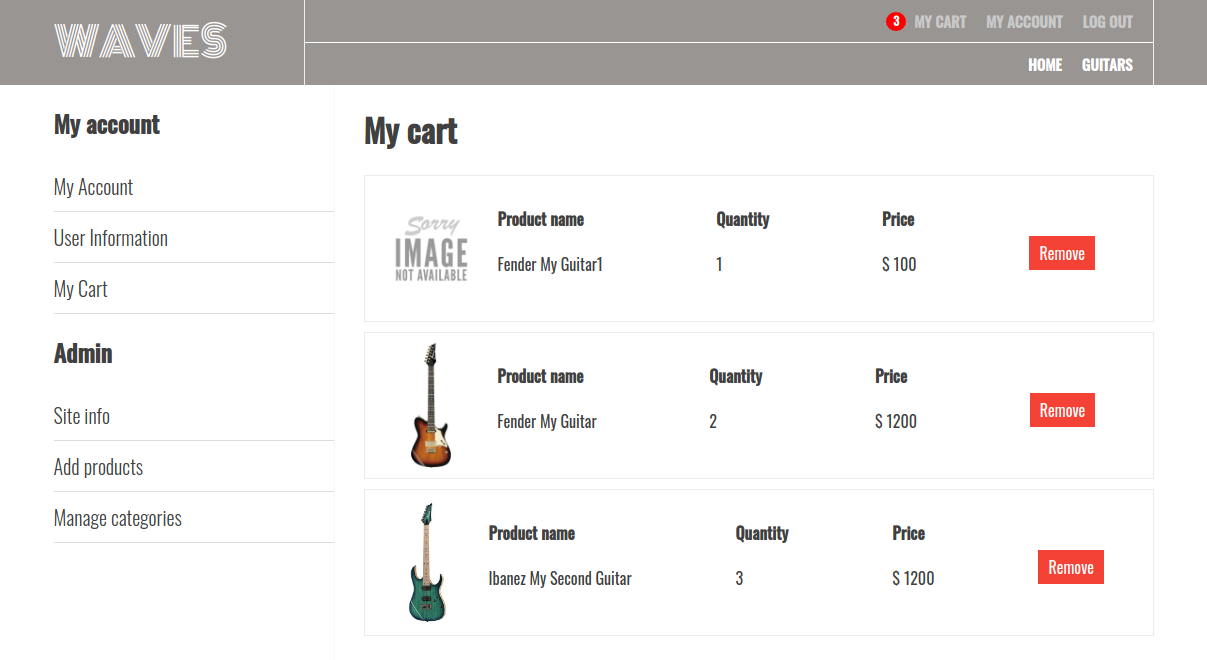 WAVES
3 MY CART MY ACCOUNT LOG OUT
HOME GUITARS
My account
My Account
User Information
My Cart
Admin
Site info
Add products
Manage categories
My cart
Sorry
IMAGE
NOT AVAILABLE
Product name Quantity Price
Fender My Guitar1 1 $ 100
Remove
Product name Quantity Price
Fender My Guitar 2 $ 1200
Remove
Product name Quantity Price
Ibanez My Second Guitar 3 $ 1200
Remove